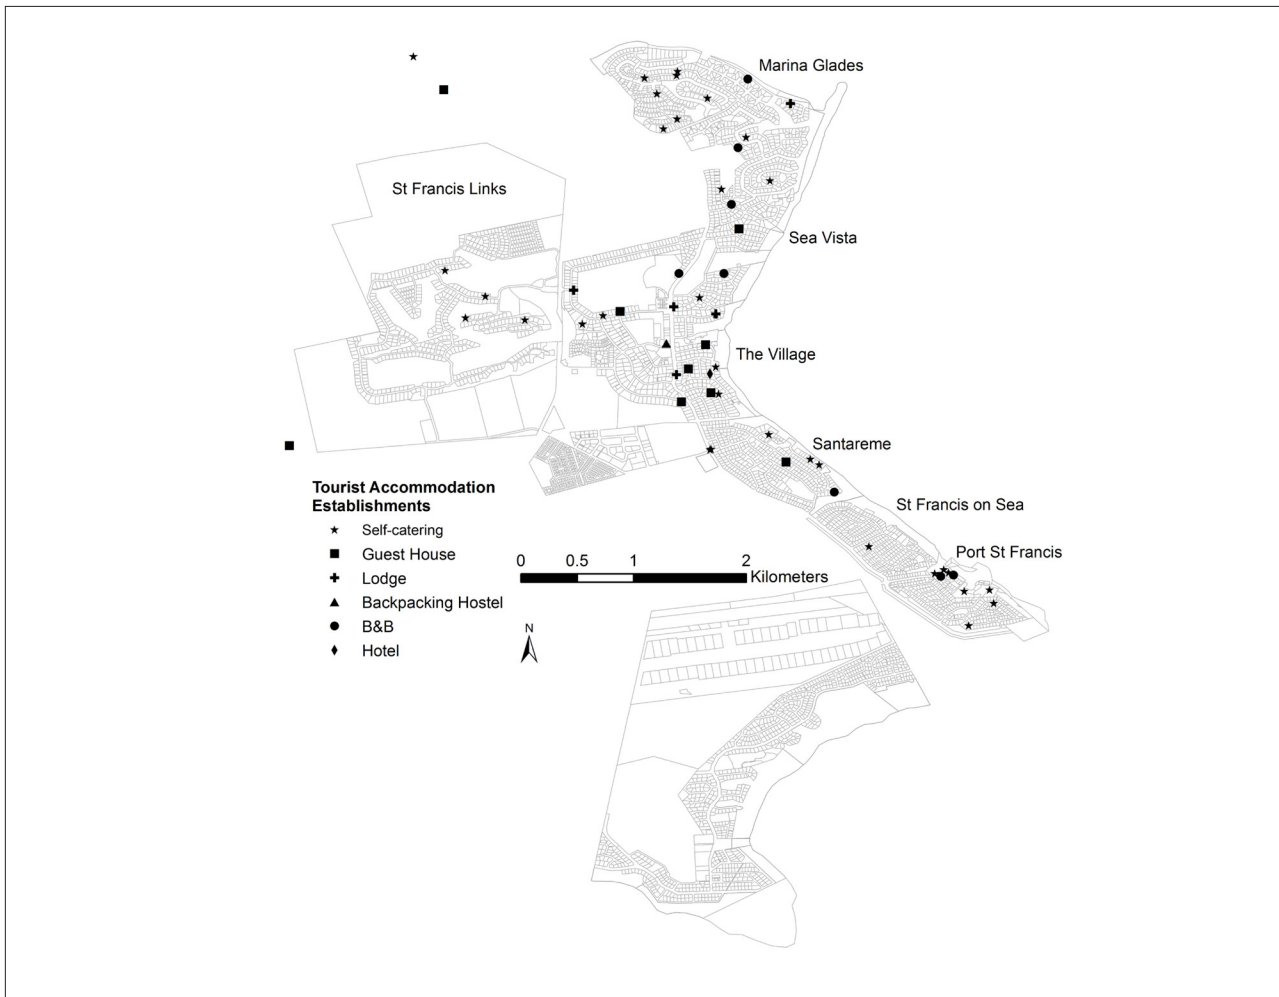 Marina Glades
St Francis Links
Sea Vista
The Village
Santareme
St Francis on Sea
Port St Francis
Tourist Accommodation
Establishments
Self-catering
Guest House
Lodge
Backpacking Hostel
B&B
Hotel
0 0.5 1 2
Kilometers
N